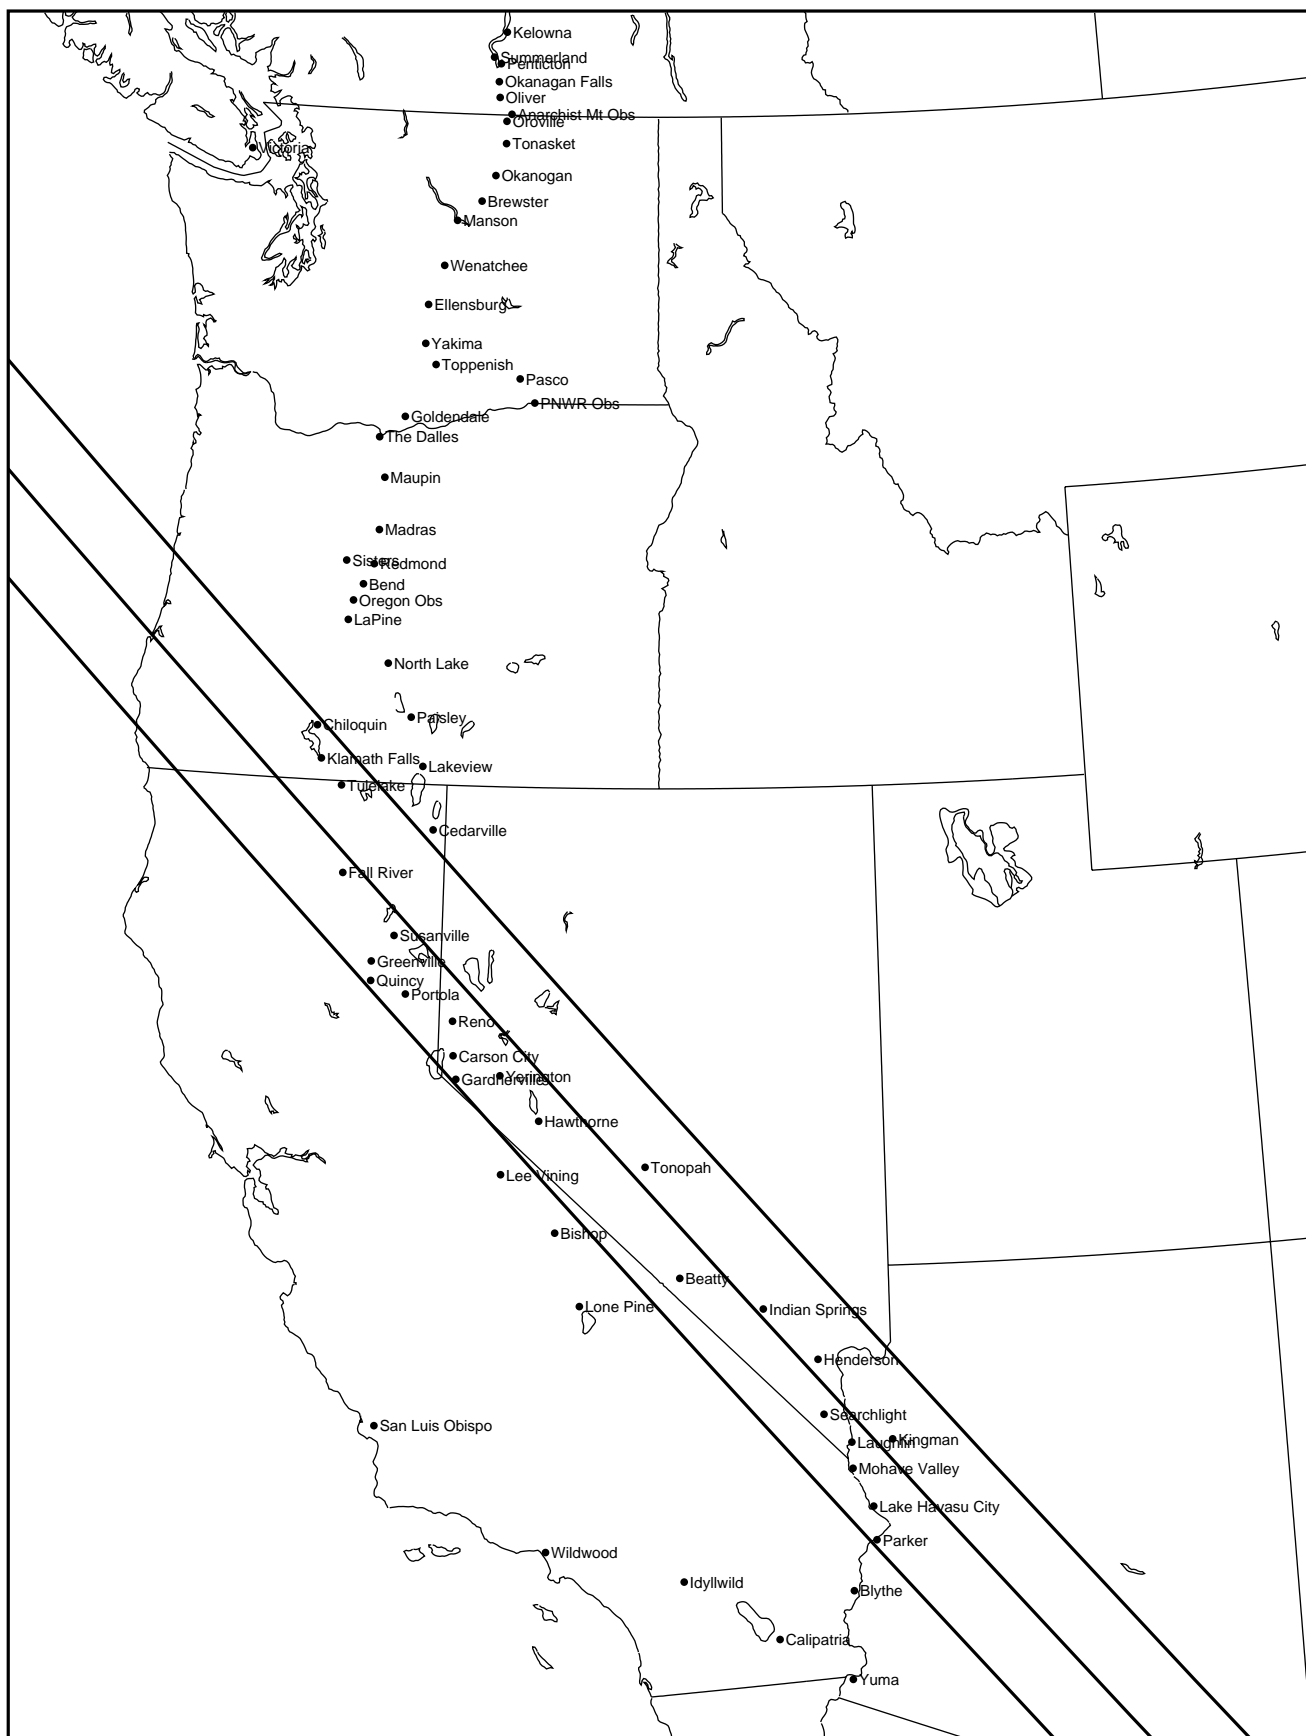 Kelowna
Summerland
Penticton
Okanagan Falls
Oliver
Anarchist Mt Obs
Oroville
Tonasket
Victoria
Okanogan
Brewster
Manson
Wenatchee
Ellensburg
Yakima
Toppenish
Pasco
PNWR Obs
Goldendale
The Dalles
Maupin
Madras
Sisters
Redmond
Bend
Oregon Obs
LaPine
North Lake
Paisley
Chiloquin
Klamath Falls
Lakeview
Tulelake
Cedarville
Fall River
Susanville
Greenville
Quincy
Portola
Reno
Carson City
Yerington
Gardnerville
Hawthorne
Tonopah
Lee Vining
Bishop
Beatty
Lone Pine
Indian Springs
Henderson
Searchlight
San Luis Obispo
Kingman
Laughlin
Mohave Valley
Lake Havasu City
Parker
Wildwood
Idyllwild
Blythe
Calipatria
Yuma